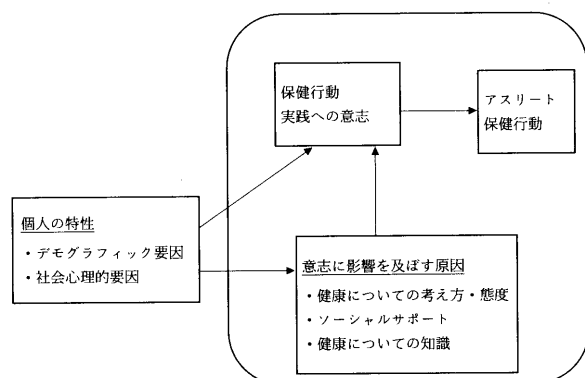 保健行動
実践への意志
アスリート
保健行動
個人の特性
・デモグラフィック要因
・社会心理的要因
意志に影響を及ぼす原因
・健康についての考え方・態度
・ソーシャルサポート
・健康についての知識